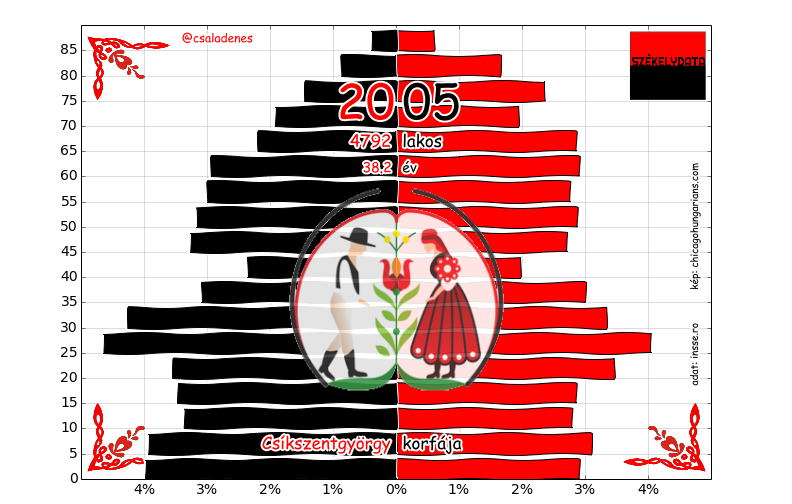 @csaladenes
SZÉKELYDATA
2005
4792 lakos
38,2 év
Csíkszentgyörgy korfája
kép: chicagohungarians.com
adat: insse.ro
85
80
75
70
65
60
55
50
45
40
35
30
25
20
15
10
5
0
4% 3% 2% 1% 0% 1% 2% 3% 4%